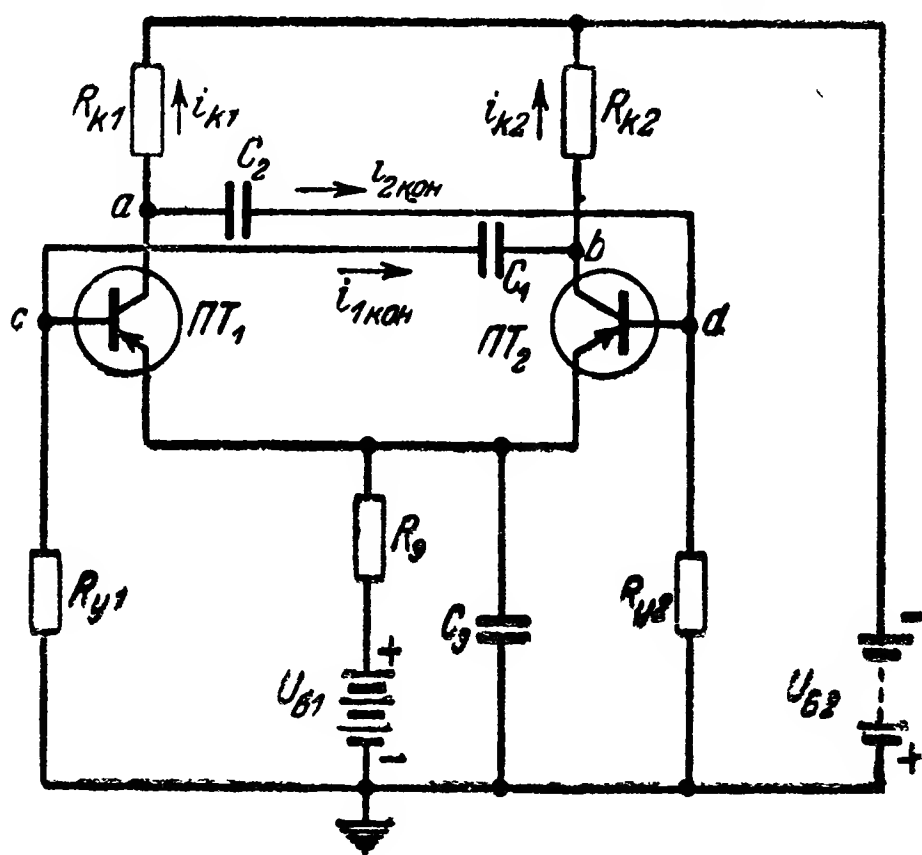 Rк1
iк1
iк2
Rк2
C2
i2кон
a
b
i1кон
C1
c
ПТ1
ПТ2
d
Rэ
Rу1
Cэ
Rу2
+
Uб1
−
−
Uб2
+